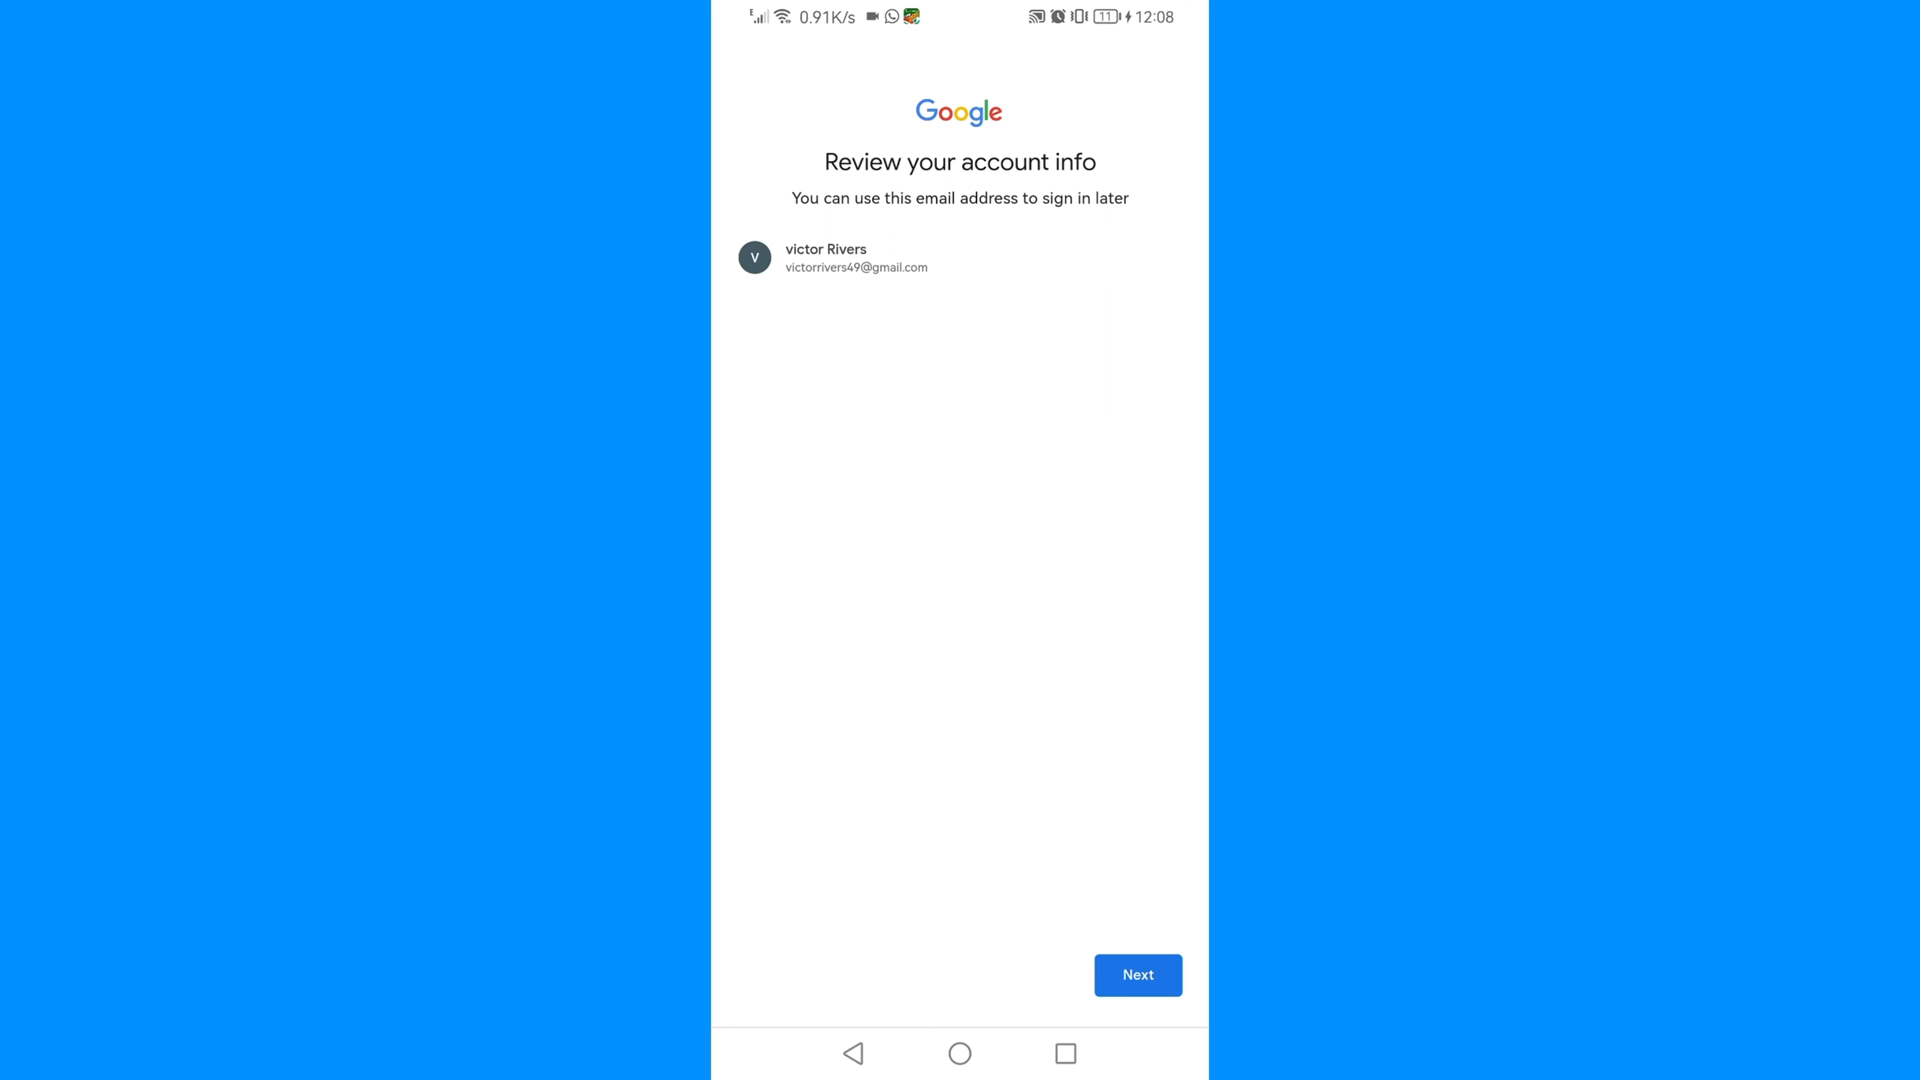 E 0.91K/s 11 12:08
Google
Review your account info
You can use this email address to sign in later
V
victor Rivers
victorrivers49@gmail.com
Next